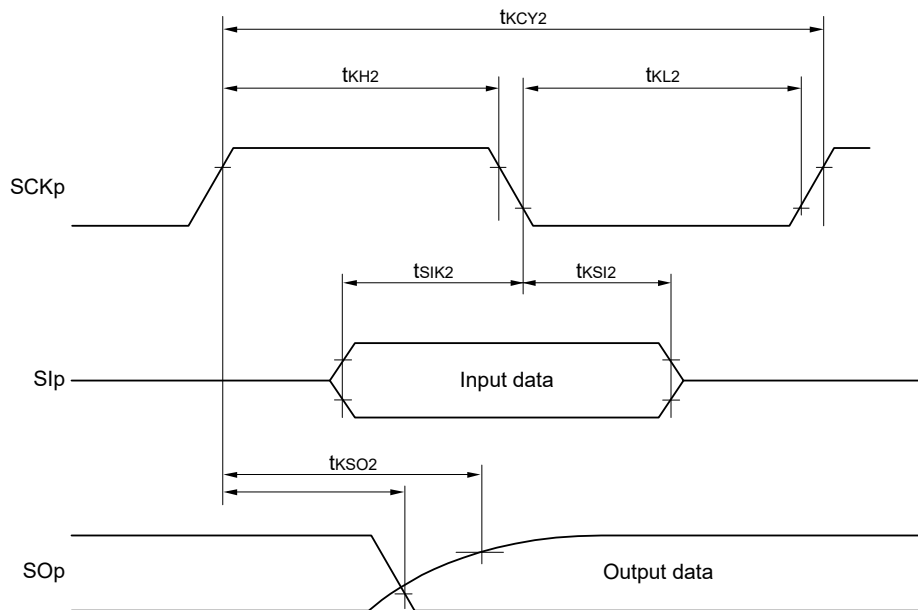 tKCY2
tKH2
tKL2
SCKp
tSIK2
tKSI2
SIp
Input data
tKSO2
SOp
Output data